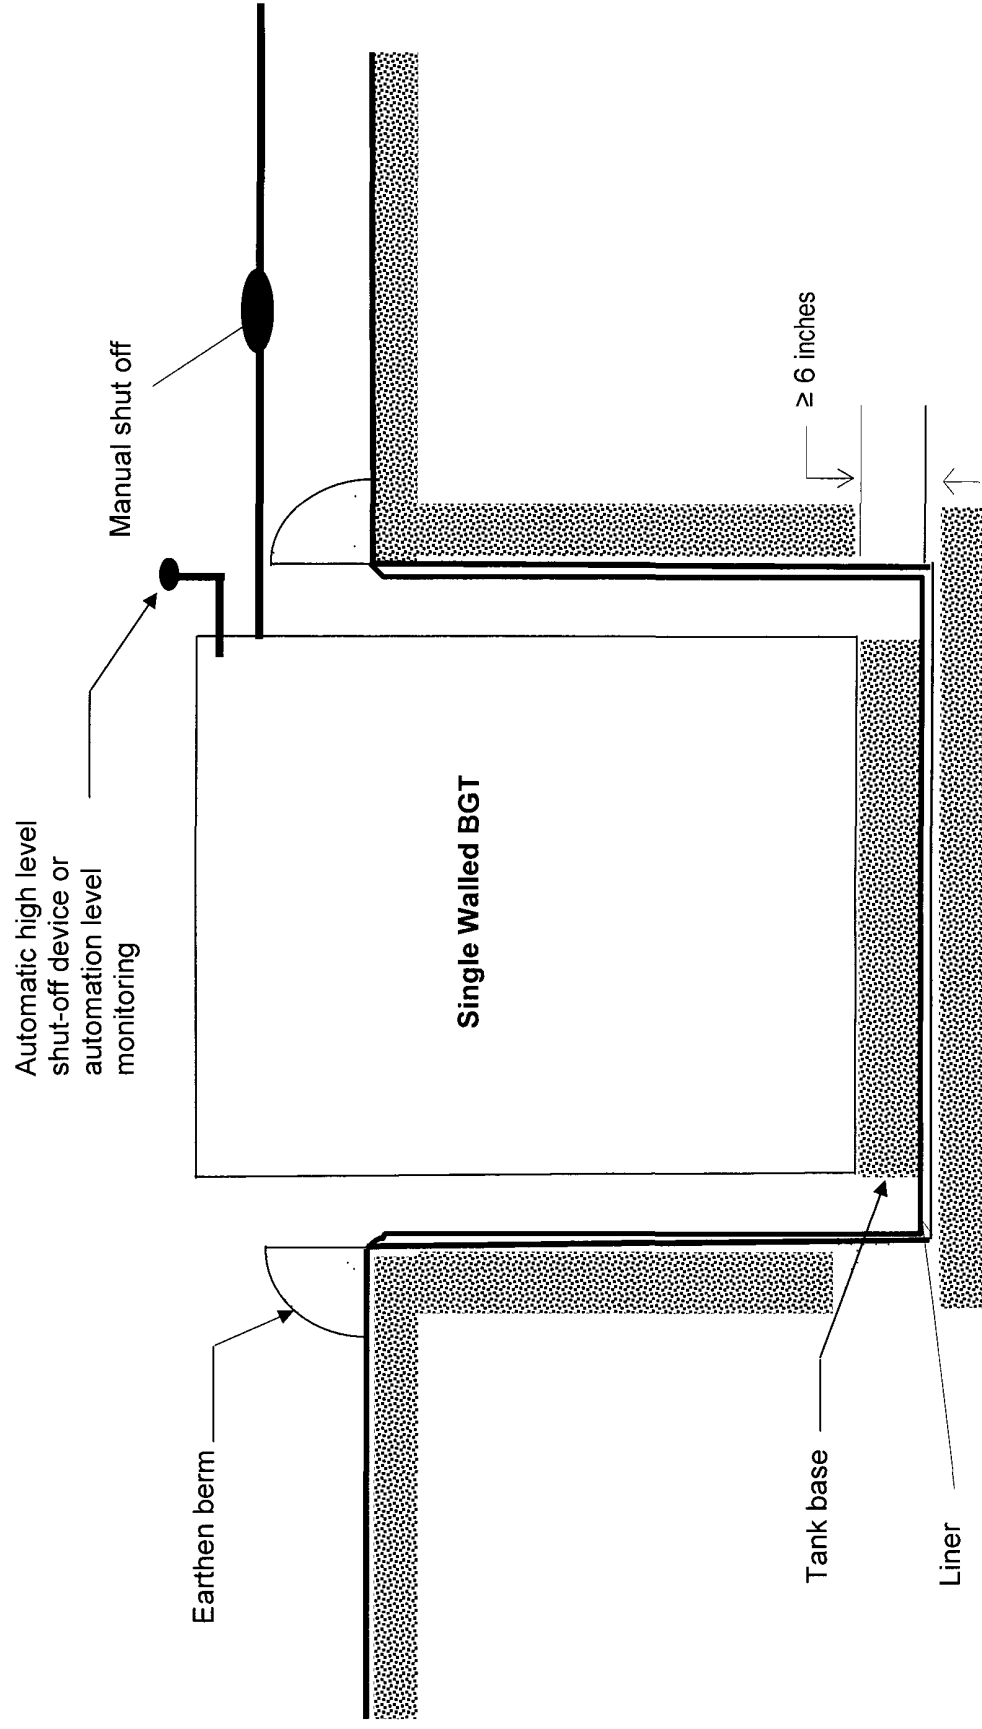 Automatic high level
shut-off device or
automation level
monitoring
Manual shut off
Earthen berm
Single Walled BGT
≥ 6 inches
Tank base
Liner